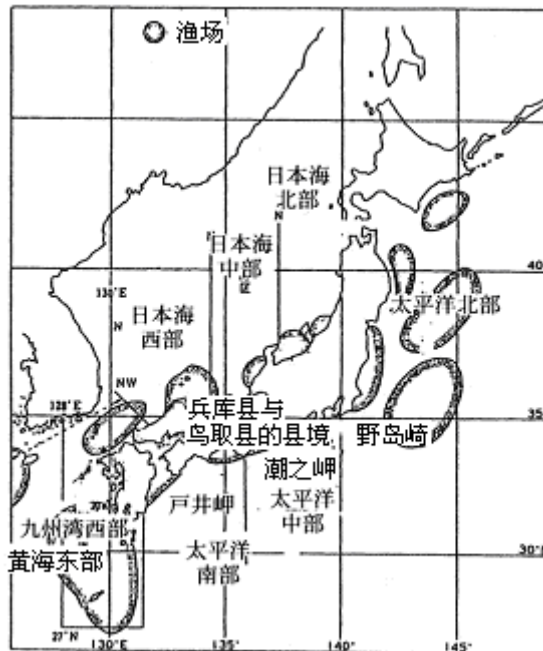 渔场
日本海
北部
N
日本海
中部
40
131°E
太平洋北部
日本海
西部
N
NW
128°E
兵库县与
鸟取县的县境
野岛崎
35
潮之岬
户井岬
太平洋
中部
九州湾西部
黄海东部
太平洋
南部
30°E
27°N
130°E
135°
140°
145°